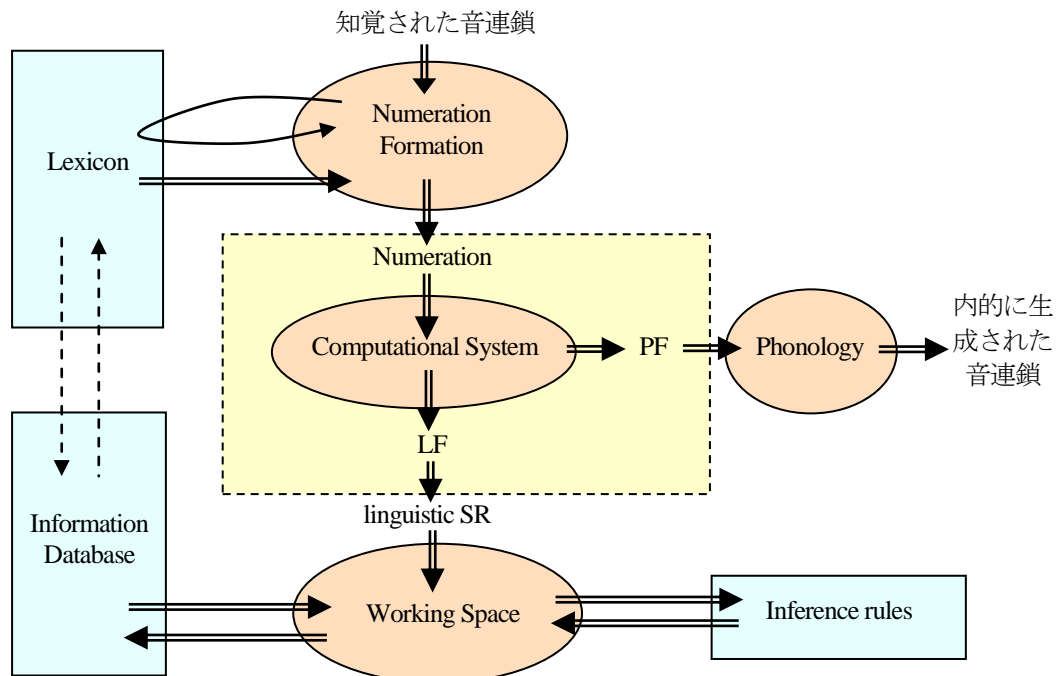 知覚された音連鎖
Numeration
Formation
Lexicon
Numeration
Computational System
PF
Phonology
内的に生
成された
音連鎖
LF
linguistic SR
Information
Database
Working Space
Inference rules